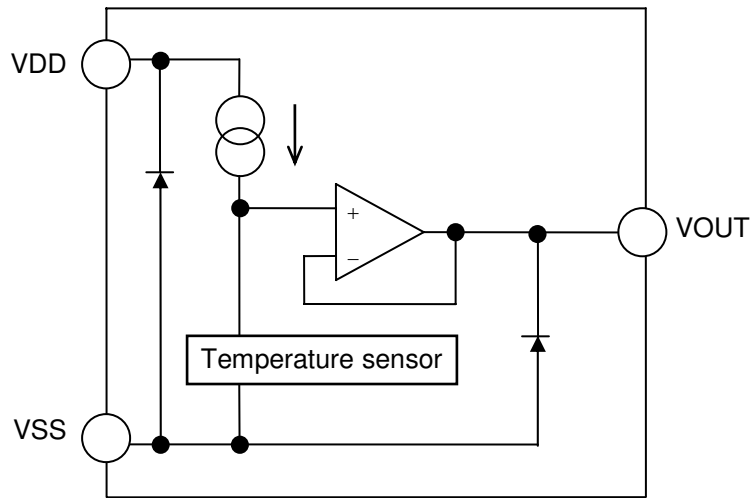 VDD
+
−
VOUT
Temperature sensor
VSS